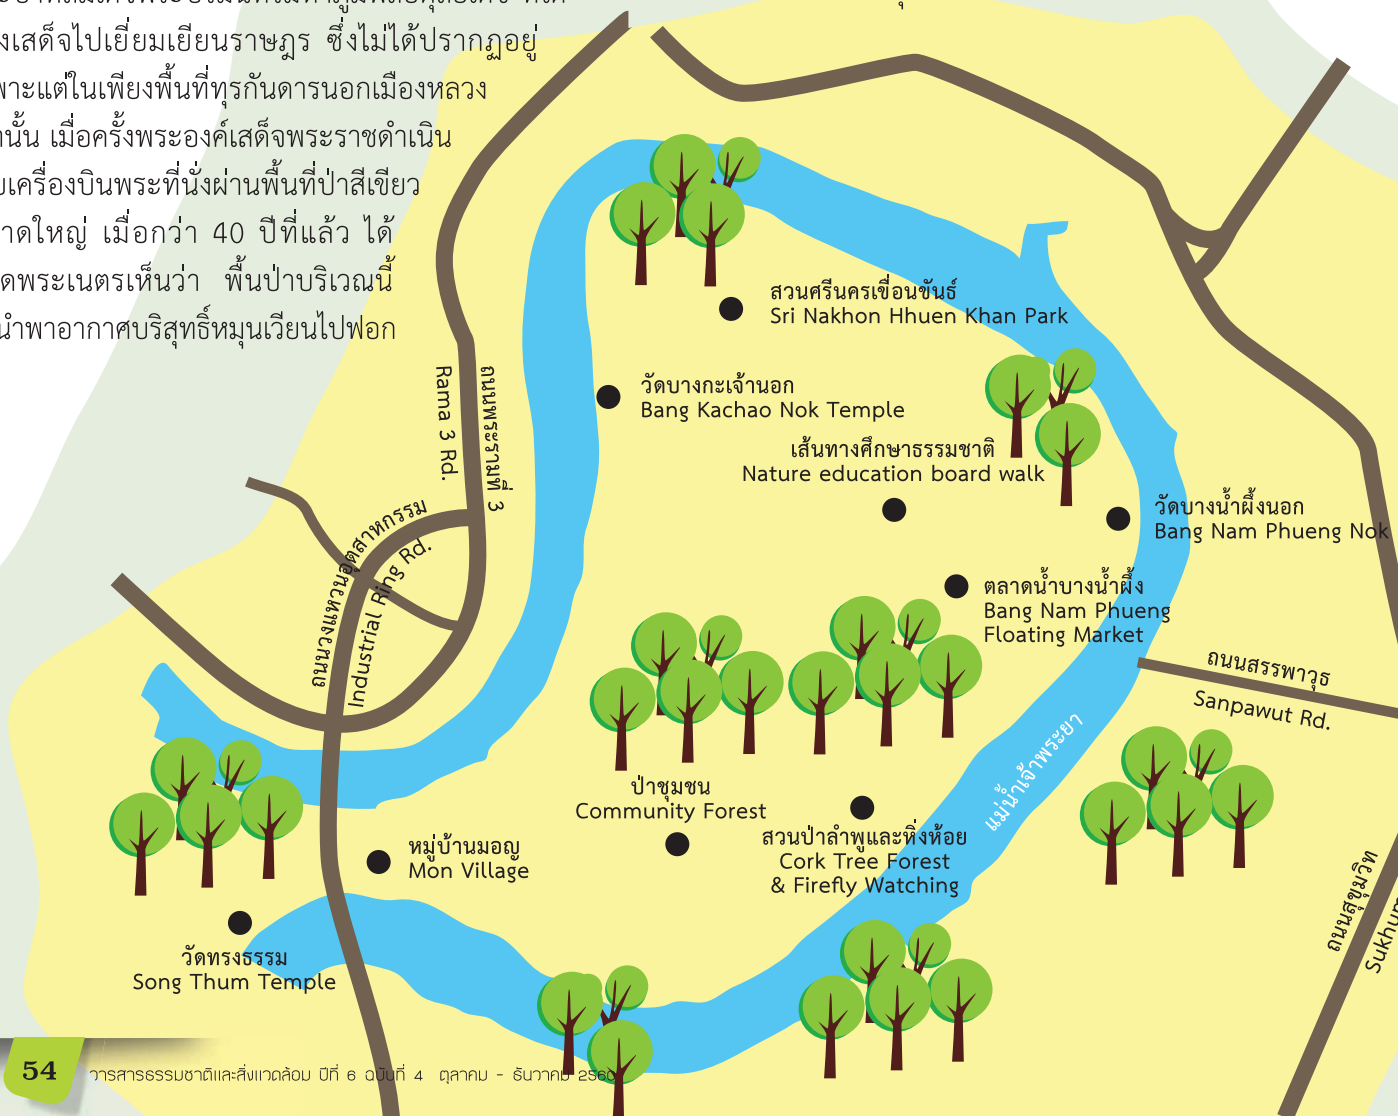 งเสด็จไปเยี่ยมเยียนราษฎร ซึ่งไม่ได้ปรากฏอยู่
พาะแต่ในเพียงพื้นที่ทุรกันดารนอกเมืองหลวง
านั้น เมื่อครั้งพระองค์เสด็จพระราชดำเนิน
เครื่องบินพระที่นั่งผ่านพื้นที่ป่าสีเขียว
าดใหญ่ เมื่อกว่า 40 ปีที่แล้ว ได้
ดพระเนตรเห็นว่า พื้นป่าบริเวณนี้
นำพาอากาศบริสุทธิ์หมุนเวียนไปฟอก
สวนศรีนครเขื่อนขันธ์
Sri Nakhon Hhuen Khan Park
วัดบางกะเจ้านอก
Bang Kachao Nok Temple
ถนนพระรามที่ 3
Rama 3 Rd.
เส้นทางศึกษาธรรมชาติ
Nature education board walk
วัดบางน้ำผึ้งนอก
Bang Nam Phueng Nok
ถนนวงแหวนอุตสาหกรรม
Industrial Ring Rd.
ตลาดน้ำบางน้ำผึ้ง
Bang Nam Phueng
Floating Market
ถนนสรรพาวุธ
Sanpawut Rd.
แม่น้ำเจ้าพระยา
ป่าชุมชน
Community Forest
สวนป่าลำพูและหิ่งห้อย
Cork Tree Forest
& Firefly Watching
หมู่บ้านมอญ
Mon Village
ถนนสุขุมวิท
Sukhum
วัดทรงธรรม
Song Thum Temple
54
วารสารธรรมชาติและสิ่งแวดล้อม ปีที่ 6 ฉบับที่ 4 ตุลาคม - ธันวาคม 2560